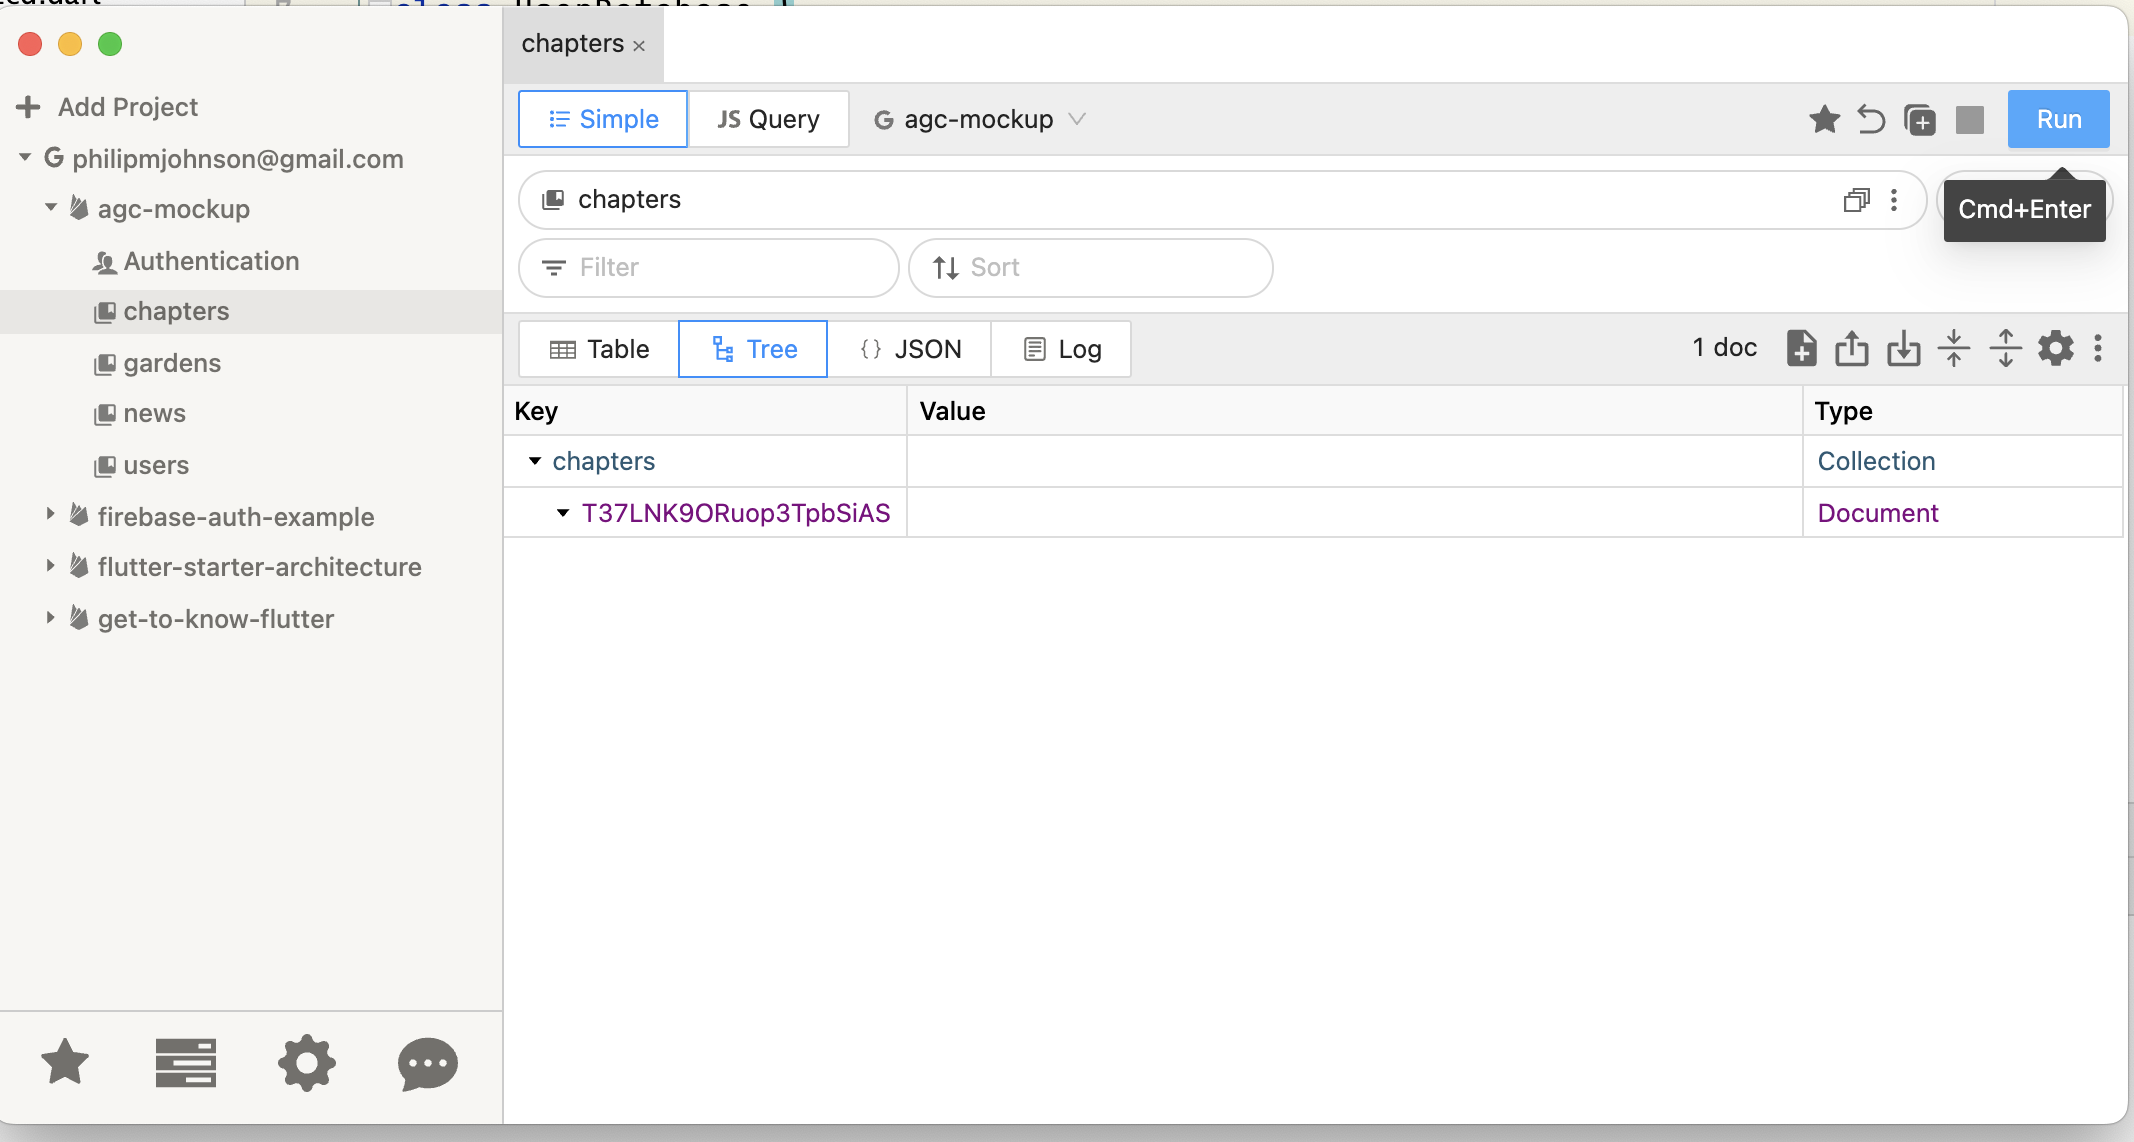 chapters ×
Add Project
philipmjohnson@gmail.com
agc-mockup
Authentication
chapters
gardens
news
users
firebase-auth-example
flutter-starter-architecture
get-to-know-flutter
Simple
JS Query
G agc-mockup
Run
chapters
Cmd+Enter
Filter
Sort
Table
Tree
{} JSON
Log
1 doc
Key Value Type
chapters Collection
T37LNK9ORuop3TpbSiAS Document